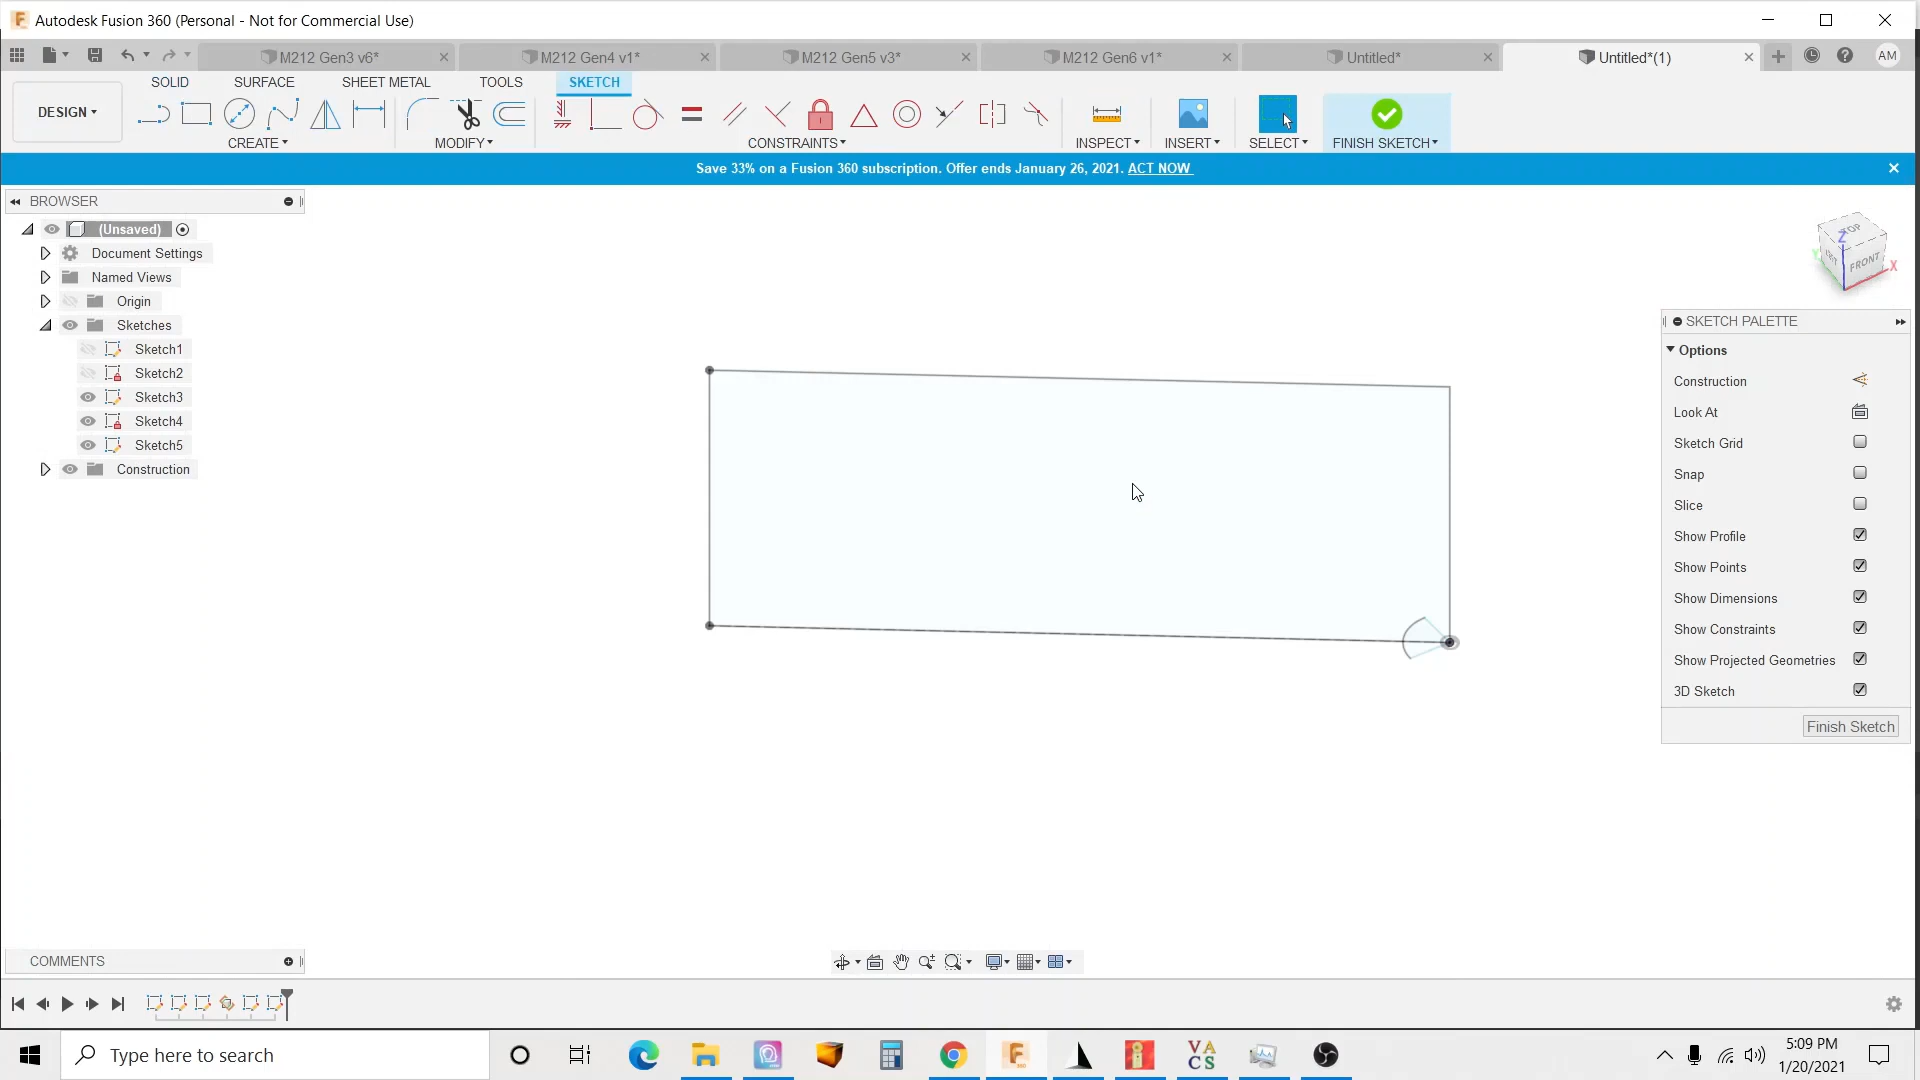 Autodesk Fusion 360 (Personal - Not for Commercial Use)
M212 Gen3 v6*
M212 Gen4 v1*
M212 Gen5 v3*
M212 Gen6 v1*
Untitled*
Untitled*(1)
AM
SOLID
SURFACE
SHEET METAL
TOOLS
SKETCH
DESIGN
CREATE
MODIFY
CONSTRAINTS
INSPECT
INSERT
SELECT
FINISH SKETCH
Save 33% on a Fusion 360 subscription. Offer ends January 26, 2021. ACT NOW
BROWSER
(Unsaved)
Document Settings
Named Views
Origin
Sketches
Sketch1
Sketch2
Sketch3
Sketch4
Sketch5
Construction
TOP
FRONT
Z
X
SKETCH PALETTE
Options
Construction
Look At
Sketch Grid
Snap
Slice
Show Profile
Show Points
Show Dimensions
Show Constraints
Show Projected Geometries
3D Sketch
Finish Sketch
COMMENTS
Type here to search
VA
CS
5:09 PM
1/20/2021